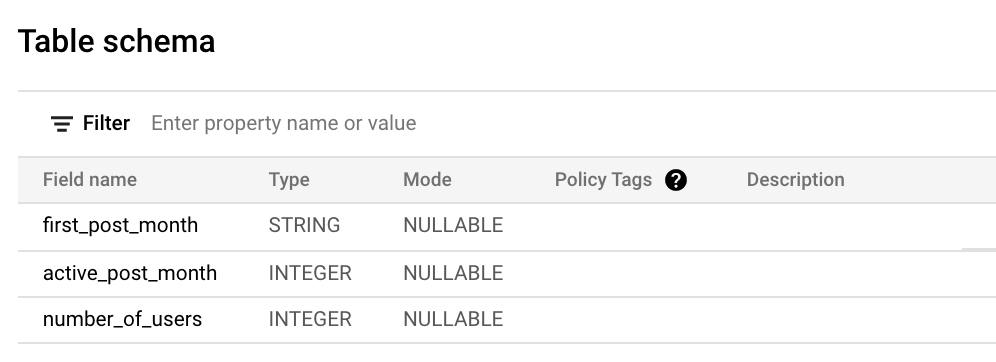 Table schema
Filter Enter property name or value
Field name Type Mode Policy Tags ? Description
first_post_month STRING NULLABLE
active_post_month INTEGER NULLABLE
number_of_users INTEGER NULLABLE